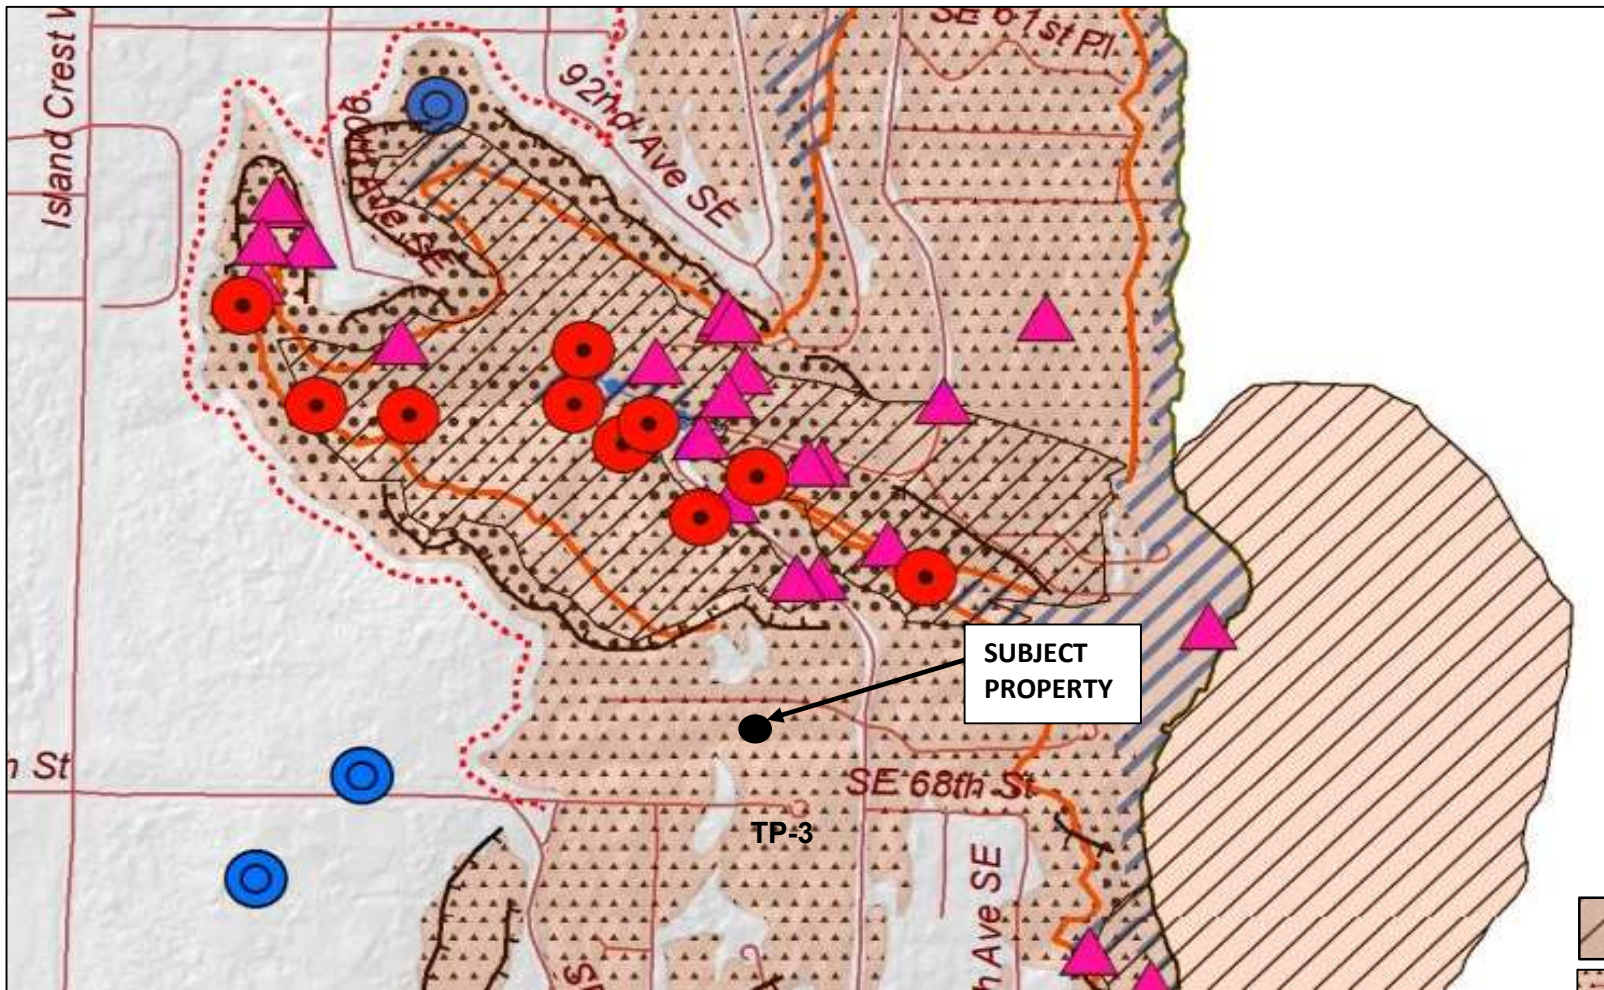 SE 61st Pl
Island Crest
92nd Ave SE
90th Ave SE
SUBJECT
PROPERTY
St
SE 68th St
TP-3
Ave SE